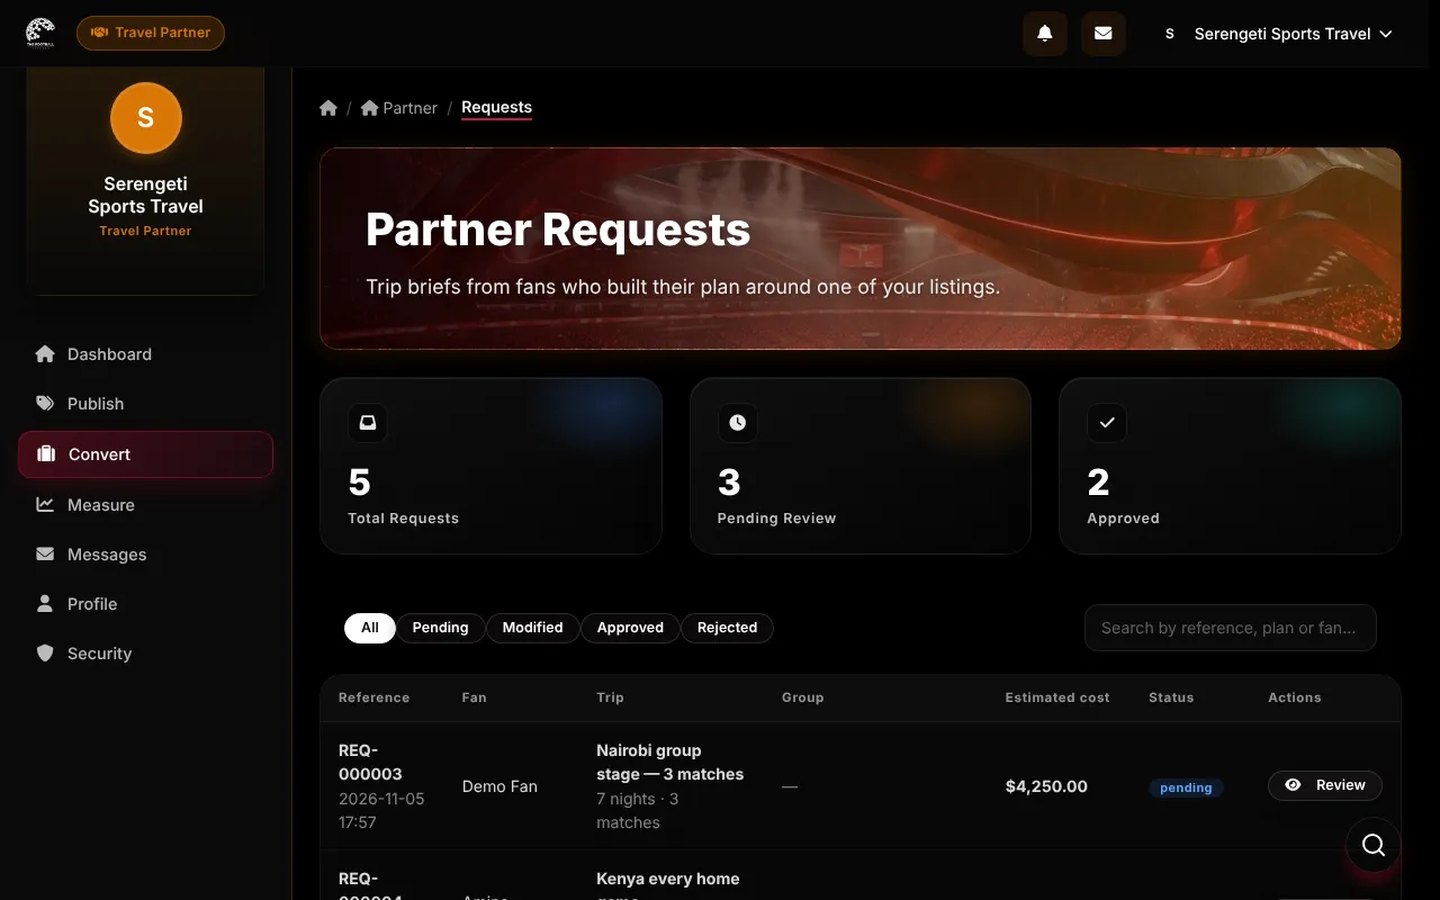 Travel Partner
S
Serengeti Sports Travel
S
Serengeti
Sports Travel
Travel Partner
Dashboard
Publish
Convert
Measure
Messages
Profile
Security
/ Partner / Requests
Partner Requests
Trip briefs from fans who built their plan around one of your listings.
5
Total Requests
3
Pending Review
2
Approved
All
Pending
Modified
Approved
Rejected
Search by reference, plan or fan...
Reference
Fan
Trip
Group
Estimated cost
Status
Actions
REQ-
000003
2026-11-05
17:57
Demo Fan
Nairobi group
stage — 3 matches
7 nights · 3
matches
—
$4,250.00
pending
Review
REQ-
Kenya every home